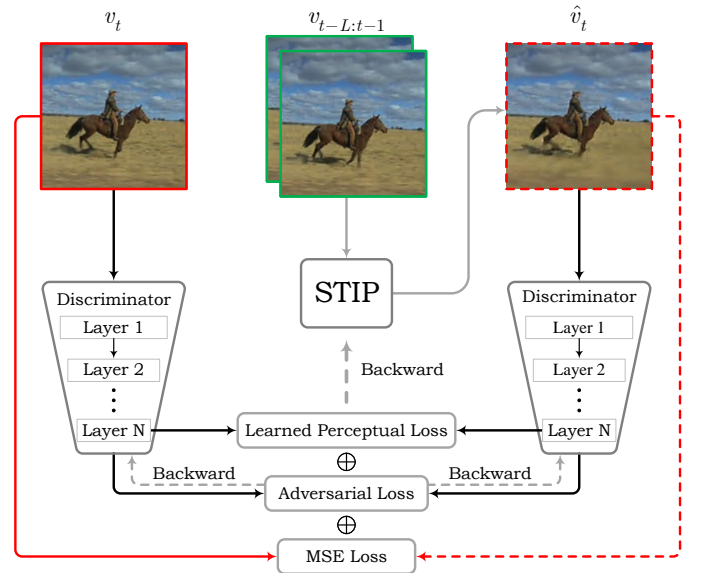 v_t
v_{t−L:t−1}
v̂_t
STIP
Discriminator
Layer 1
Layer 2
Layer N
Discriminator
Layer 1
Layer 2
Layer N
Backward
Learned Perceptual Loss
⊕
Backward
Backward
Adversarial Loss
⊕
MSE Loss